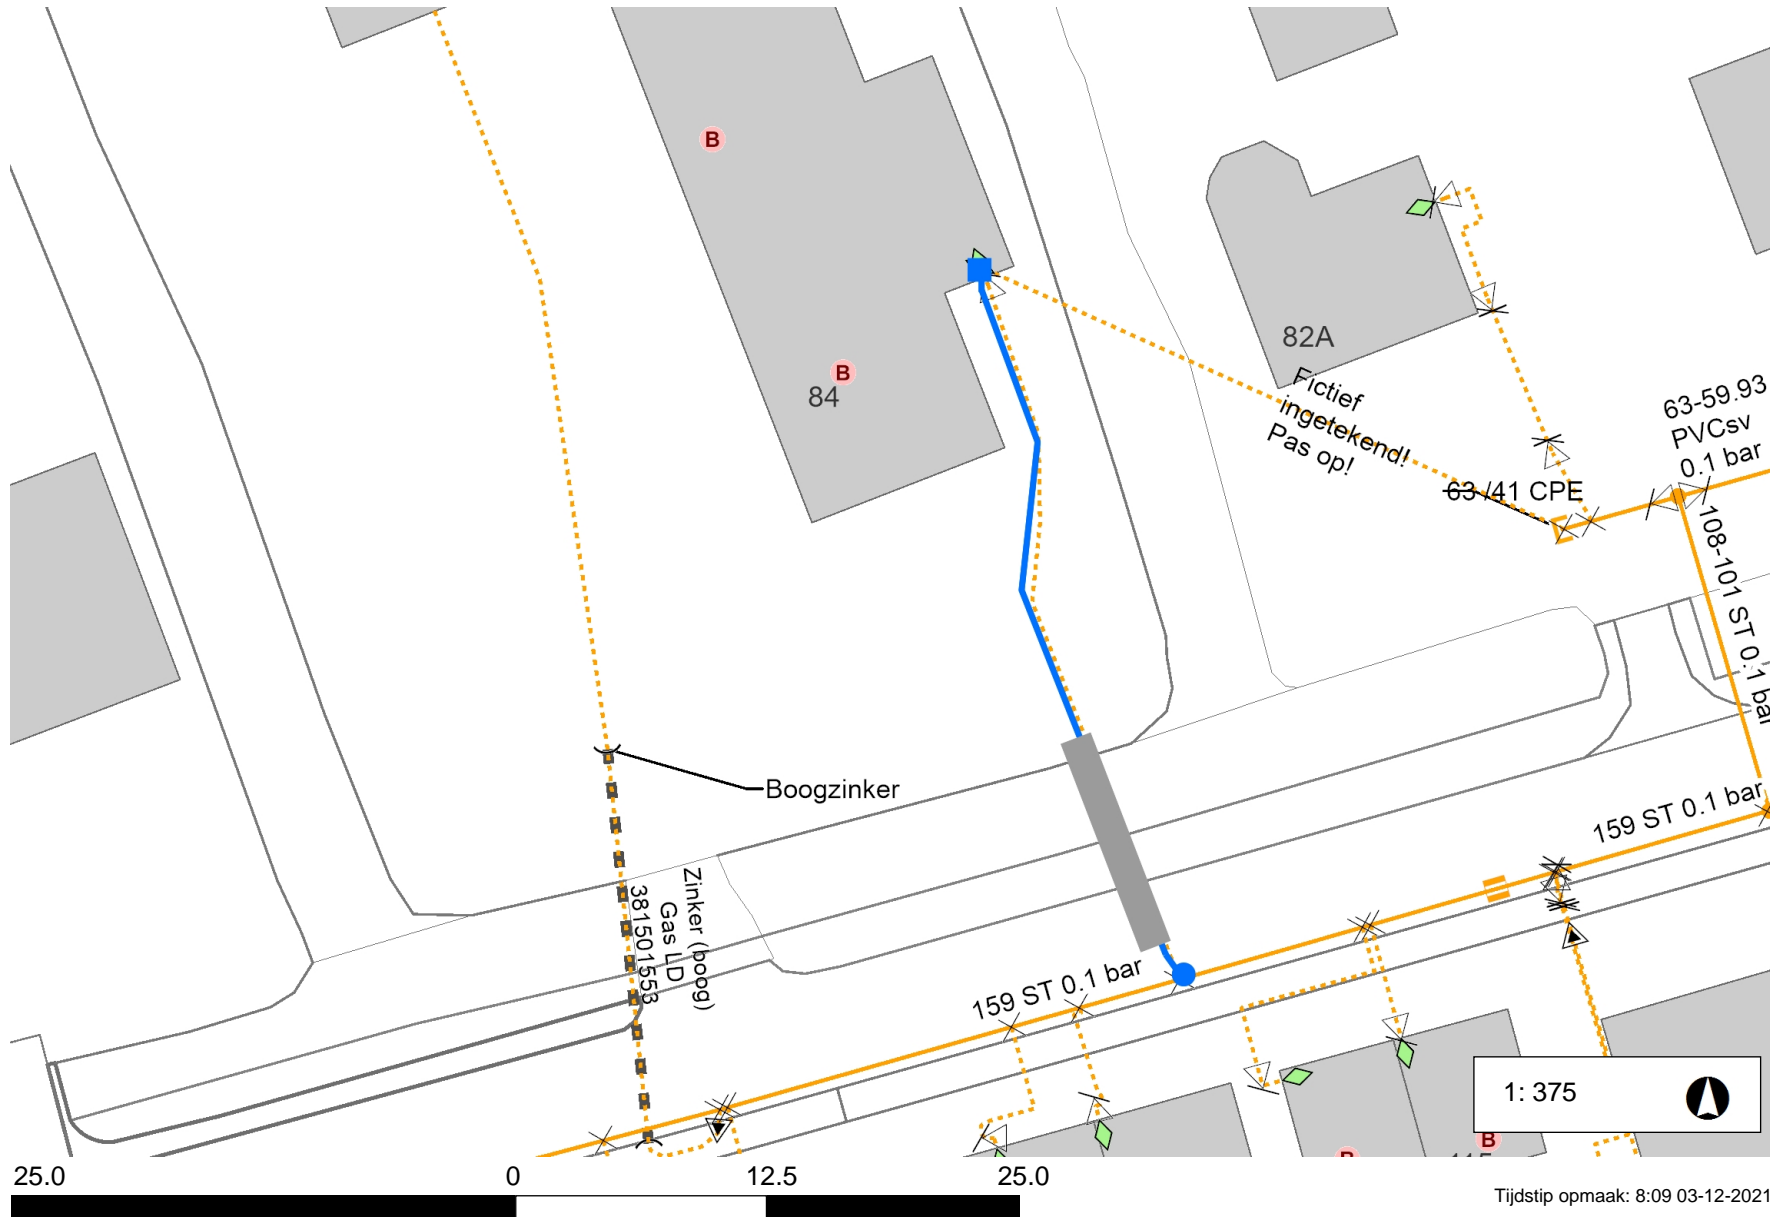 B
82A
B
84
Fictief
ingetekend!
Pas op!
63-59.93
PVCsv
0.1 bar
63 /41 CPE
108-101 ST 0.1 bar
Boogzinker
159 ST 0.1 bar
Zinker (boog)
Gas LD
381501553
159 ST 0.1 bar
1: 375
B
B
115
25.0
0
12.5
25.0
Tijdstip opmaak: 8:09 03-12-2021